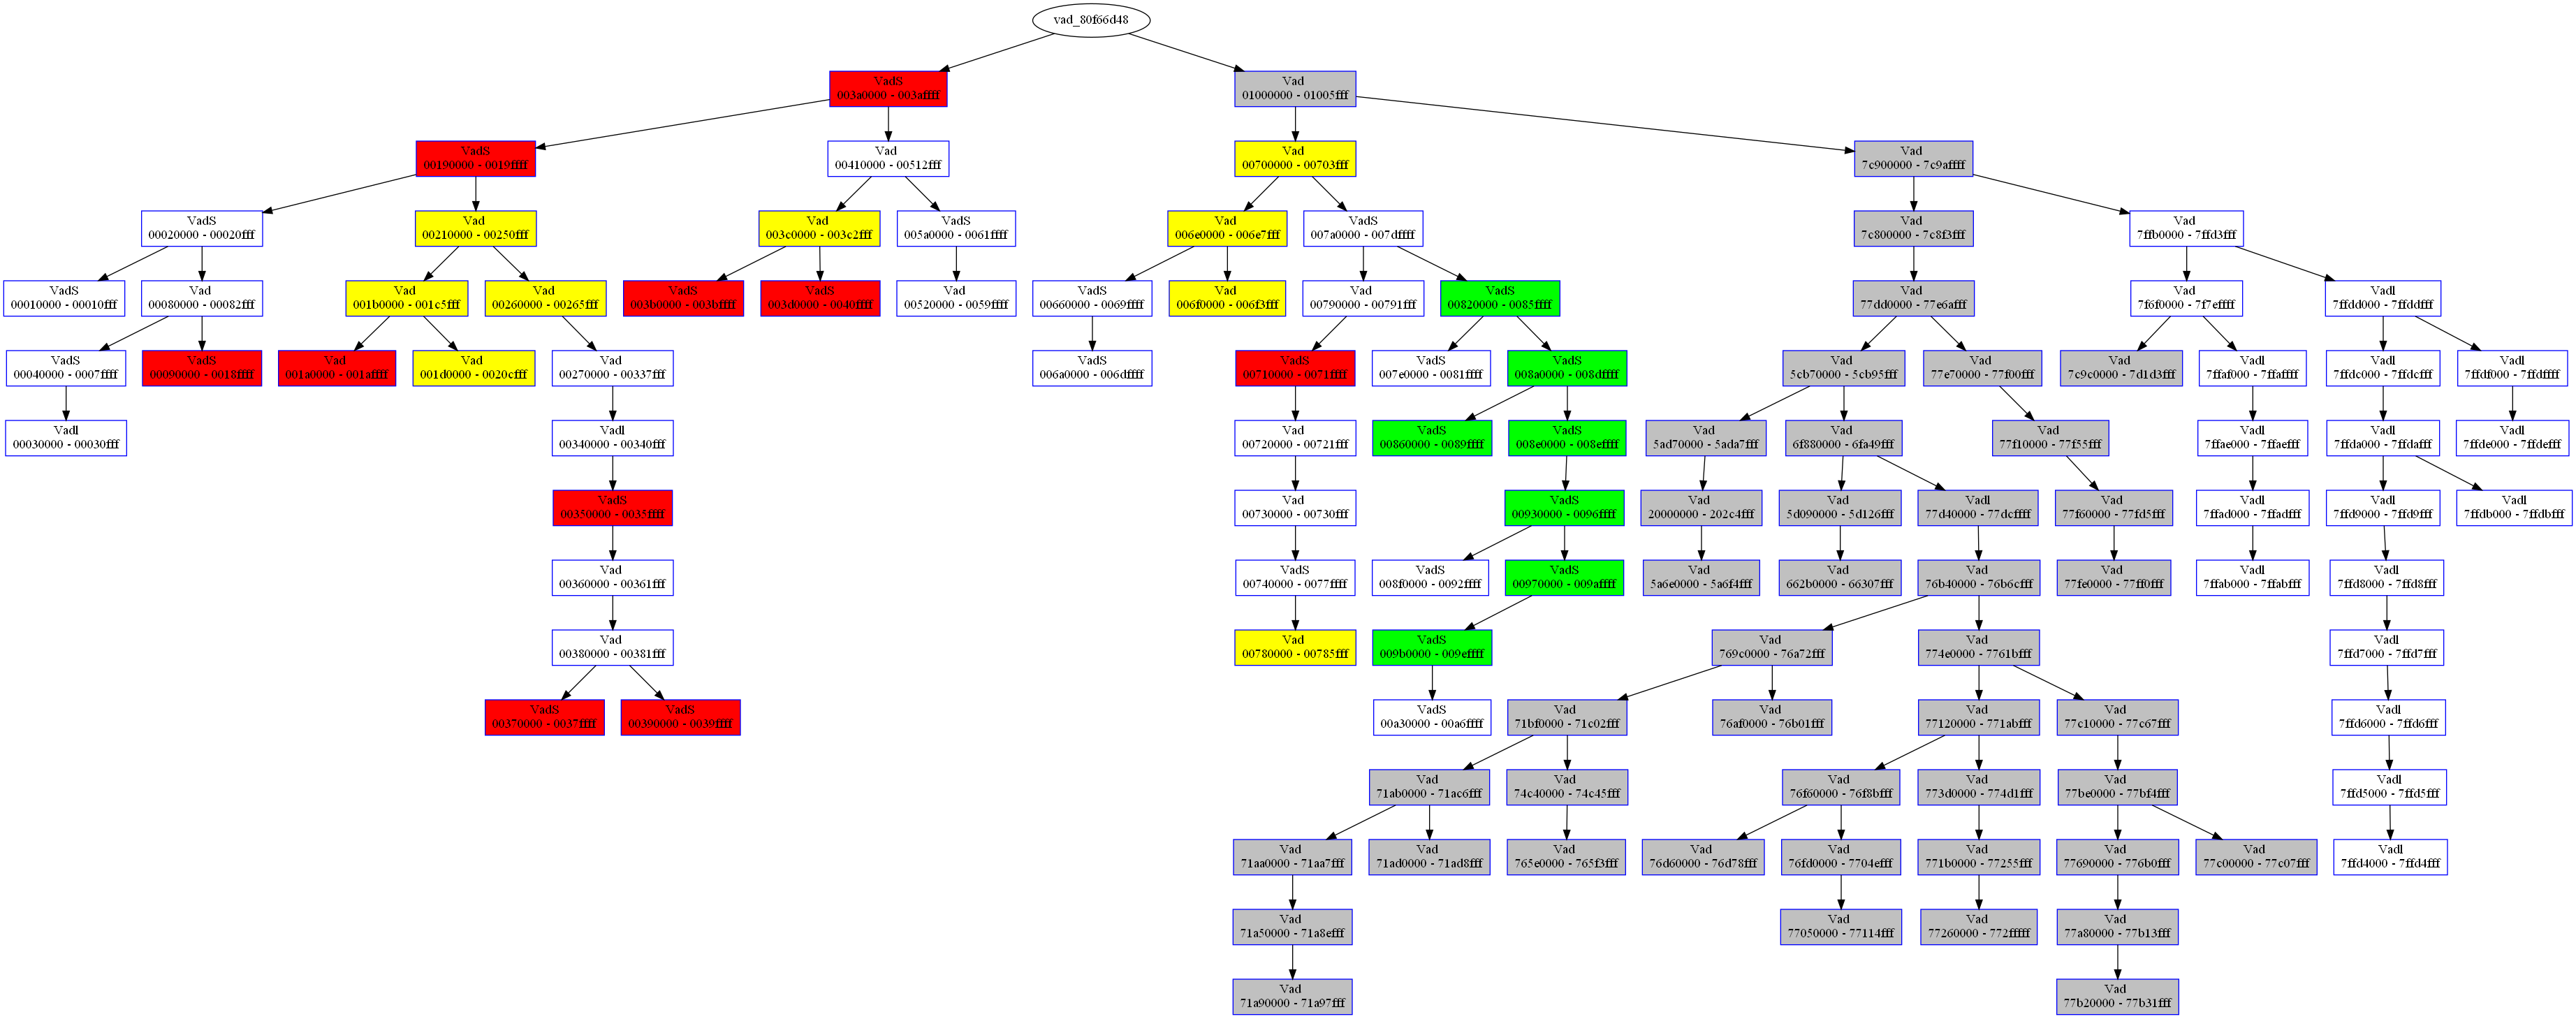 vad_80f66d48
VadS
003a0000 - 003affff
Vad
01000000 - 01005fff
VadS
00190000 - 0019ffff
Vad
00410000 - 00512fff
Vad
00700000 - 00703fff
Vad
7c900000 - 7c9affff
VadS
00020000 - 00020fff
Vad
00210000 - 00250fff
Vad
003c0000 - 003c2fff
VadS
005a0000 - 0061ffff
Vad
006e0000 - 006e7fff
VadS
007a0000 - 007dffff
Vad
7c800000 - 7c8f3fff
Vad
7ffb0000 - 7ffd3fff
VadS
00010000 - 00010fff
Vad
00080000 - 00082fff
Vad
001b0000 - 001c5fff
Vad
00260000 - 00265fff
VadS
003b0000 - 003bffff
VadS
003d0000 - 0040ffff
Vad
00520000 - 0059ffff
VadS
00660000 - 0069ffff
Vad
006f0000 - 006f3fff
Vad
00790000 - 00791fff
VadS
00820000 - 0085ffff
Vad
77dd0000 - 77e6afff
Vad
7f6f0000 - 7f7effff
Vadl
7ffdd000 - 7ffddfff
VadS
00040000 - 0007ffff
VadS
00090000 - 0018ffff
Vad
001a0000 - 001affff
Vad
001d0000 - 0020cfff
Vad
00270000 - 00337fff
VadS
006a0000 - 006dffff
VadS
00710000 - 0071ffff
VadS
007e0000 - 0081ffff
VadS
008a0000 - 008dffff
Vad
5cb70000 - 5cb95fff
Vad
77e70000 - 77f00fff
Vad
7c9c0000 - 7d1d3fff
Vadl
7ffaf000 - 7ffaffff
Vadl
7ffdc000 - 7ffdcfff
Vadl
7ffdf000 - 7ffdffff
Vadl
00030000 - 00030fff
Vadl
00340000 - 00340fff
Vad
00720000 - 00721fff
VadS
00860000 - 0089ffff
VadS
008e0000 - 008effff
Vad
5ad70000 - 5ada7fff
Vad
6f880000 - 6fa49fff
Vad
77f10000 - 77f55fff
Vadl
7ffae000 - 7ffaefff
Vadl
7ffda000 - 7ffdafff
Vadl
7ffde000 - 7ffdefff
VadS
00350000 - 0035ffff
Vad
00730000 - 00730fff
VadS
00930000 - 0096ffff
Vad
20000000 - 202c4fff
Vad
5d090000 - 5d126fff
Vadl
77d40000 - 77dcffff
Vad
77f60000 - 77fd5fff
Vadl
7ffad000 - 7ffadfff
Vadl
7ffd9000 - 7ffd9fff
Vadl
7ffdb000 - 7ffdbfff
Vad
00360000 - 00361fff
VadS
00740000 - 0077ffff
VadS
008f0000 - 0092ffff
VadS
00970000 - 009affff
Vad
5a6e0000 - 5a6f4fff
Vad
662b0000 - 66307fff
Vad
76b40000 - 76b6cfff
Vad
77fe0000 - 77ff0fff
Vadl
7ffab000 - 7ffabfff
Vadl
7ffd8000 - 7ffd8fff
Vad
00380000 - 00381fff
Vad
00780000 - 00785fff
VadS
009b0000 - 009effff
Vad
769c0000 - 76a72fff
Vad
774e0000 - 7761bfff
Vadl
7ffd7000 - 7ffd7fff
VadS
00370000 - 0037ffff
VadS
00390000 - 0039ffff
VadS
00a30000 - 00a6ffff
Vad
71bf0000 - 71c02fff
Vad
76af0000 - 76b01fff
Vad
77120000 - 771abfff
Vad
77c10000 - 77c67fff
Vadl
7ffd6000 - 7ffd6fff
Vad
71ab0000 - 71ac6fff
Vad
74c40000 - 74c45fff
Vad
76f60000 - 76f8bfff
Vad
773d0000 - 774d1fff
Vad
77be0000 - 77bf4fff
Vadl
7ffd5000 - 7ffd5fff
Vad
71aa0000 - 71aa7fff
Vad
71ad0000 - 71ad8fff
Vad
765e0000 - 765f3fff
Vad
76d60000 - 76d78fff
Vad
76fd0000 - 7704efff
Vad
771b0000 - 77255fff
Vad
77690000 - 776b0fff
Vad
77c00000 - 77c07fff
Vadl
7ffd4000 - 7ffd4fff
Vad
71a50000 - 71a8efff
Vad
77050000 - 77114fff
Vad
77260000 - 772fffff
Vad
77a80000 - 77b13fff
Vad
71a90000 - 71a97fff
Vad
77b20000 - 77b31fff